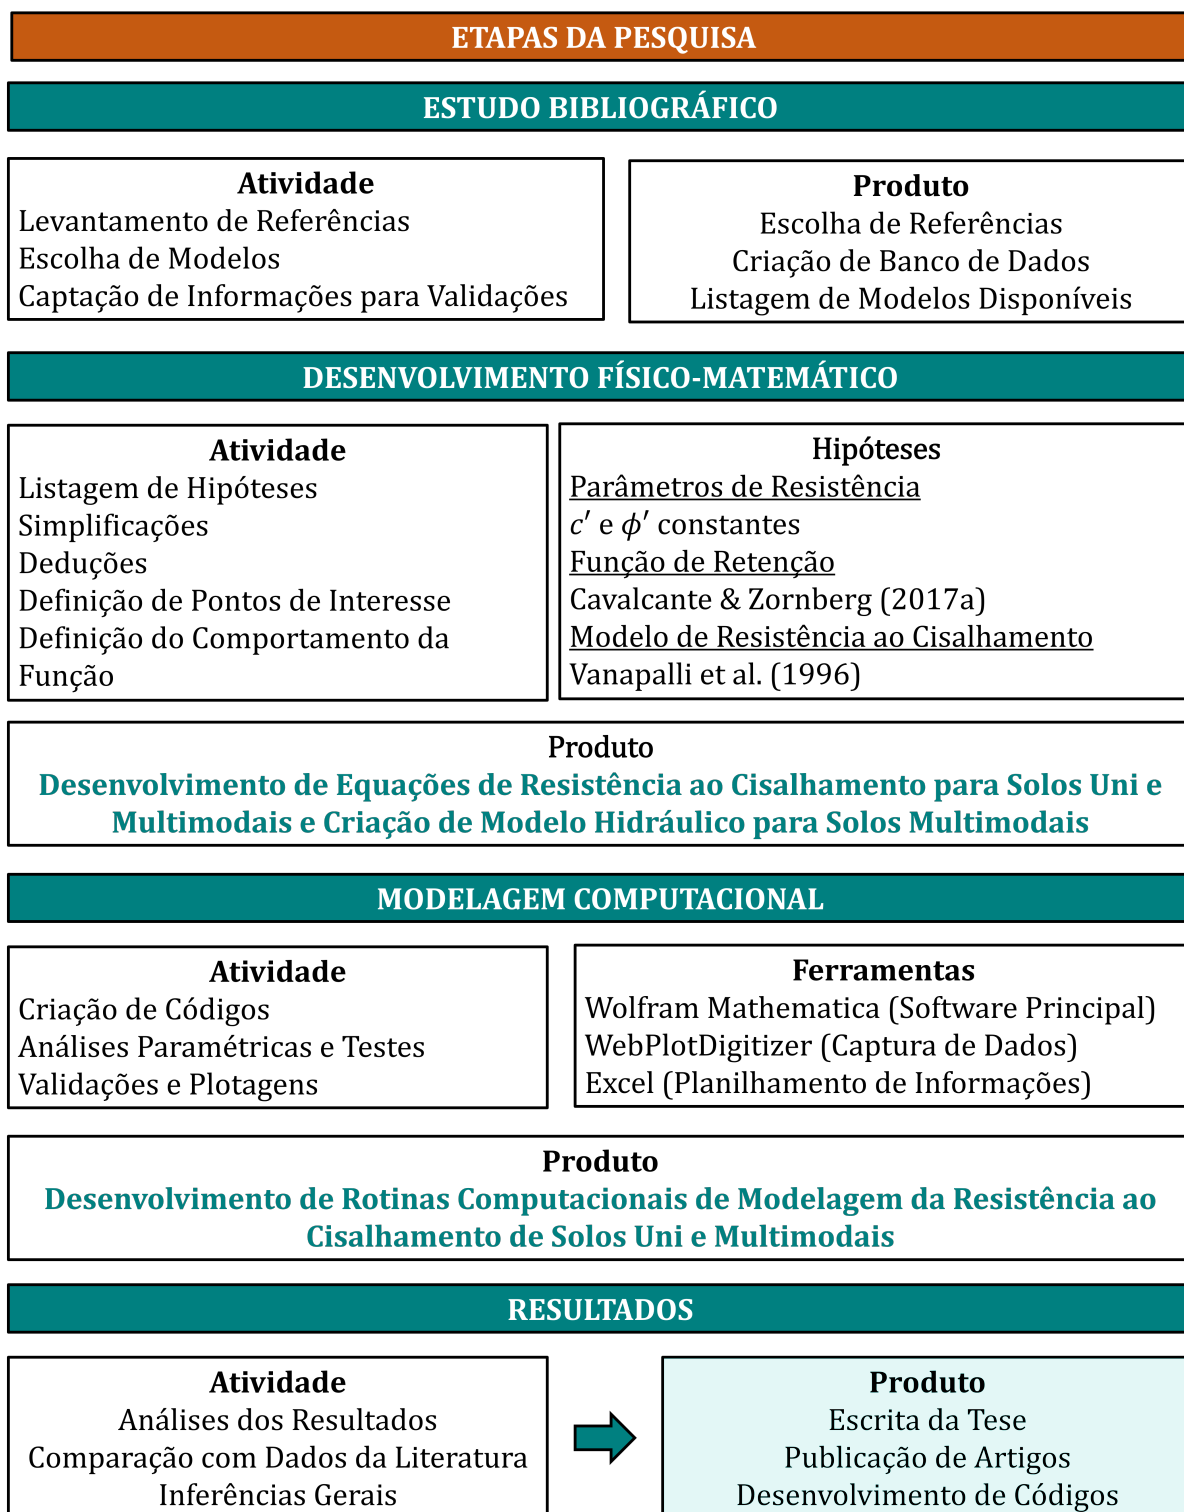 ETAPAS DA PESQUISA
ESTUDO BIBLIOGRÁFICO
Atividade
Levantamento de Referências
Escolha de Modelos
Captação de Informações para Validações
Produto
Escolha de Referências
Criação de Banco de Dados
Listagem de Modelos Disponíveis
DESENVOLVIMENTO FÍSICO-MATEMÁTICO
Atividade
Listagem de Hipóteses
Simplificações
Deduções
Definição de Pontos de Interesse
Definição do Comportamento da
Função
Hipóteses
Parâmetros de Resistência
c′ e ϕ′ constantes
Função de Retenção
Cavalcante & Zornberg (2017a)
Modelo de Resistência ao Cisalhamento
Vanapalli et al. (1996)
Produto
Desenvolvimento de Equações de Resistência ao Cisalhamento para Solos Uni e
Multimodais e Criação de Modelo Hidráulico para Solos Multimodais
MODELAGEM COMPUTACIONAL
Atividade
Criação de Códigos
Análises Paramétricas e Testes
Validações e Plotagens
Ferramentas
Wolfram Mathematica (Software Principal)
WebPlotDigitizer (Captura de Dados)
Excel (Planilhamento de Informações)
Produto
Desenvolvimento de Rotinas Computacionais de Modelagem da Resistência ao
Cisalhamento de Solos Uni e Multimodais
RESULTADOS
Atividade
Análises dos Resultados
Comparação com Dados da Literatura
Inferências Gerais
Produto
Escrita da Tese
Publicação de Artigos
Desenvolvimento de Códigos